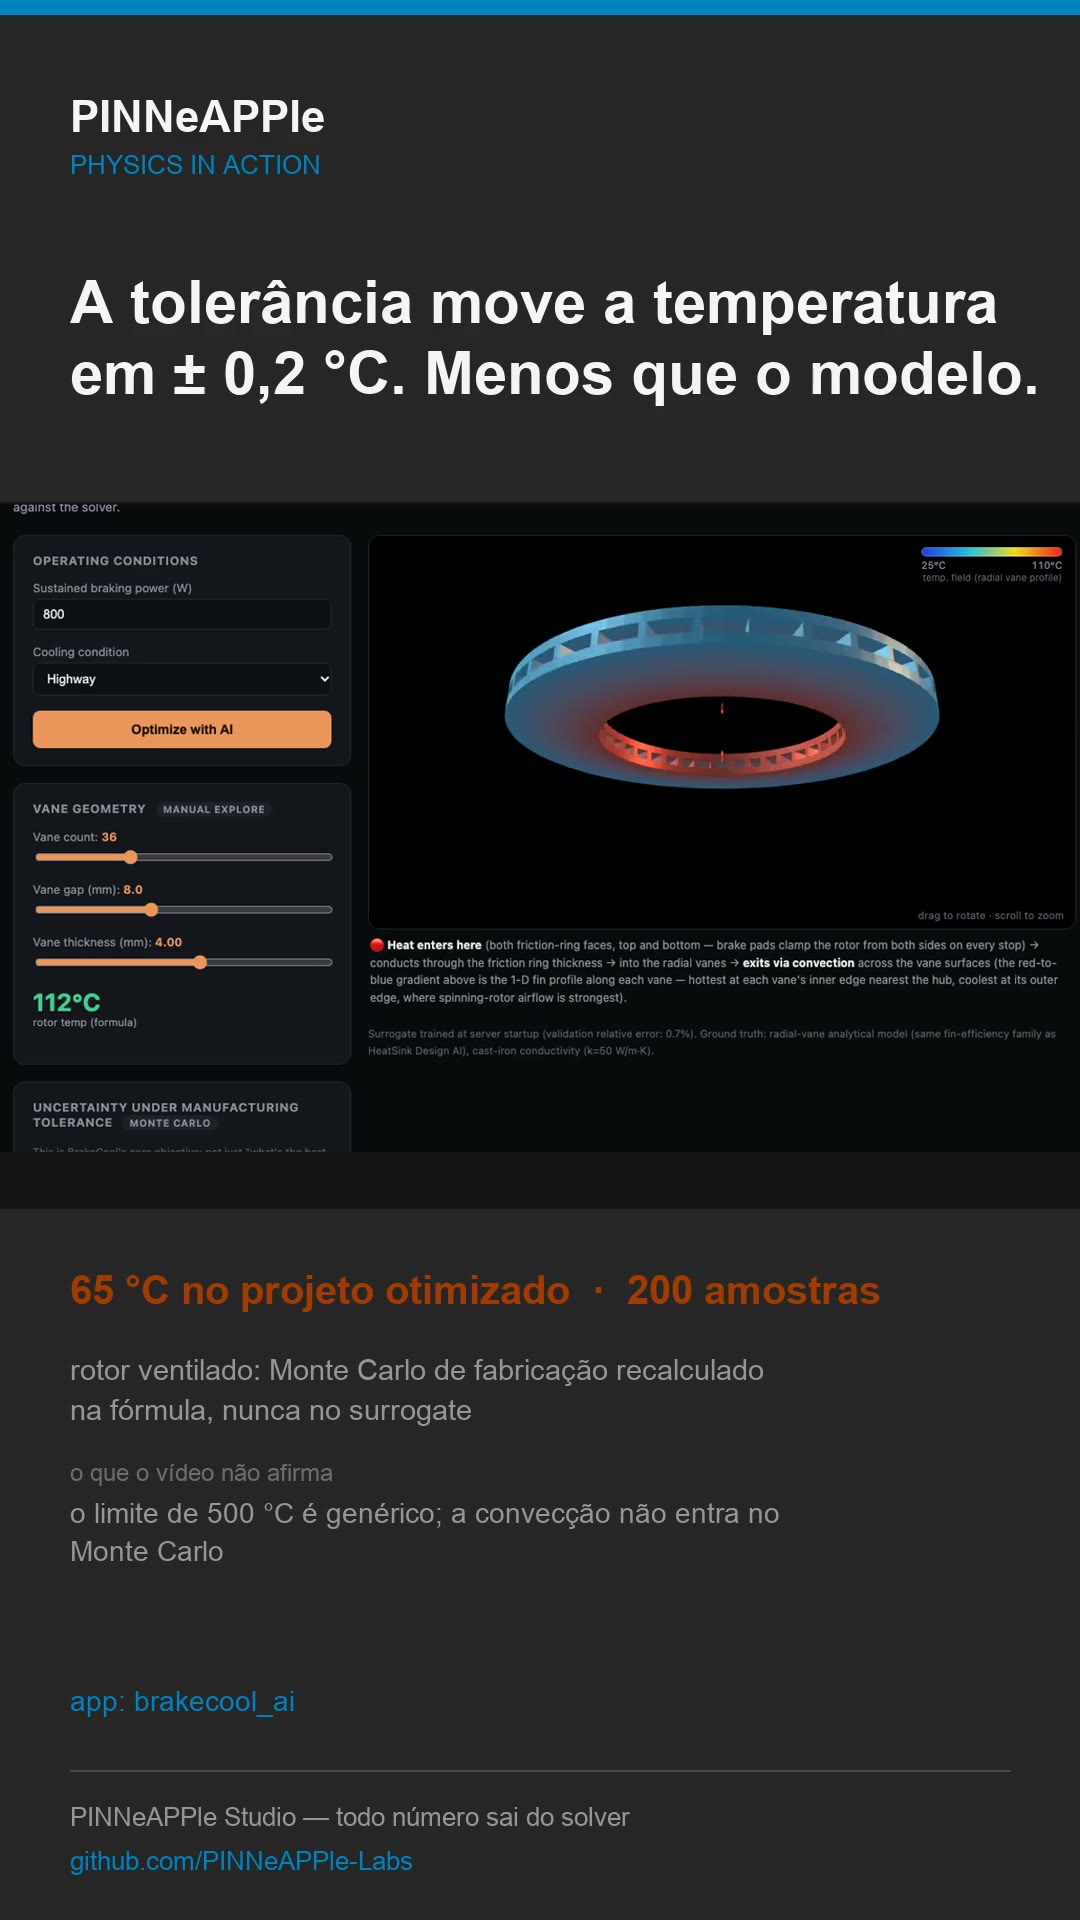 PINNeAPPle
PHYSICS IN ACTION
A tolerância move a temperatura
em ± 0,2 °C. Menos que o modelo.
against the solver.
OPERATING CONDITIONS
Sustained braking power (W)
800
Cooling condition
Highway
Optimize with AI
VANE GEOMETRY MANUAL EXPLORE
Vane count: 36
Vane gap (mm): 8.0
Vane thickness (mm): 4.00
112°C
rotor temp (formula)
UNCERTAINTY UNDER MANUFACTURING
TOLERANCE MONTE CARLO
This is BrakeCool's core objective: not just "what's the best
25°C 110°C
temp. field (radial vane profile)
drag to rotate · scroll to zoom
🔴 Heat enters here (both friction-ring faces, top and bottom — brake pads clamp the rotor from both sides on every stop) →
conducts through the friction ring thickness → into the radial vanes → exits via convection across the vane surfaces (the red-to-
blue gradient above is the 1-D fin profile along each vane — hottest at each vane's inner edge nearest the hub, coolest at its outer
edge, where spinning-rotor airflow is strongest).
Surrogate trained at server startup (validation relative error: 0.7%). Ground truth: radial-vane analytical model (same fin-efficiency family as
HeatSink Design AI), cast-iron conductivity (k=50 W/m·K).
65 °C no projeto otimizado · 200 amostras
rotor ventilado: Monte Carlo de fabricação recalculado
na fórmula, nunca no surrogate
o que o vídeo não afirma
o limite de 500 °C é genérico; a convecção não entra no
Monte Carlo
app: brakecool_ai
PINNeAPPle Studio — todo número sai do solver
github.com/PINNeAPPle-Labs